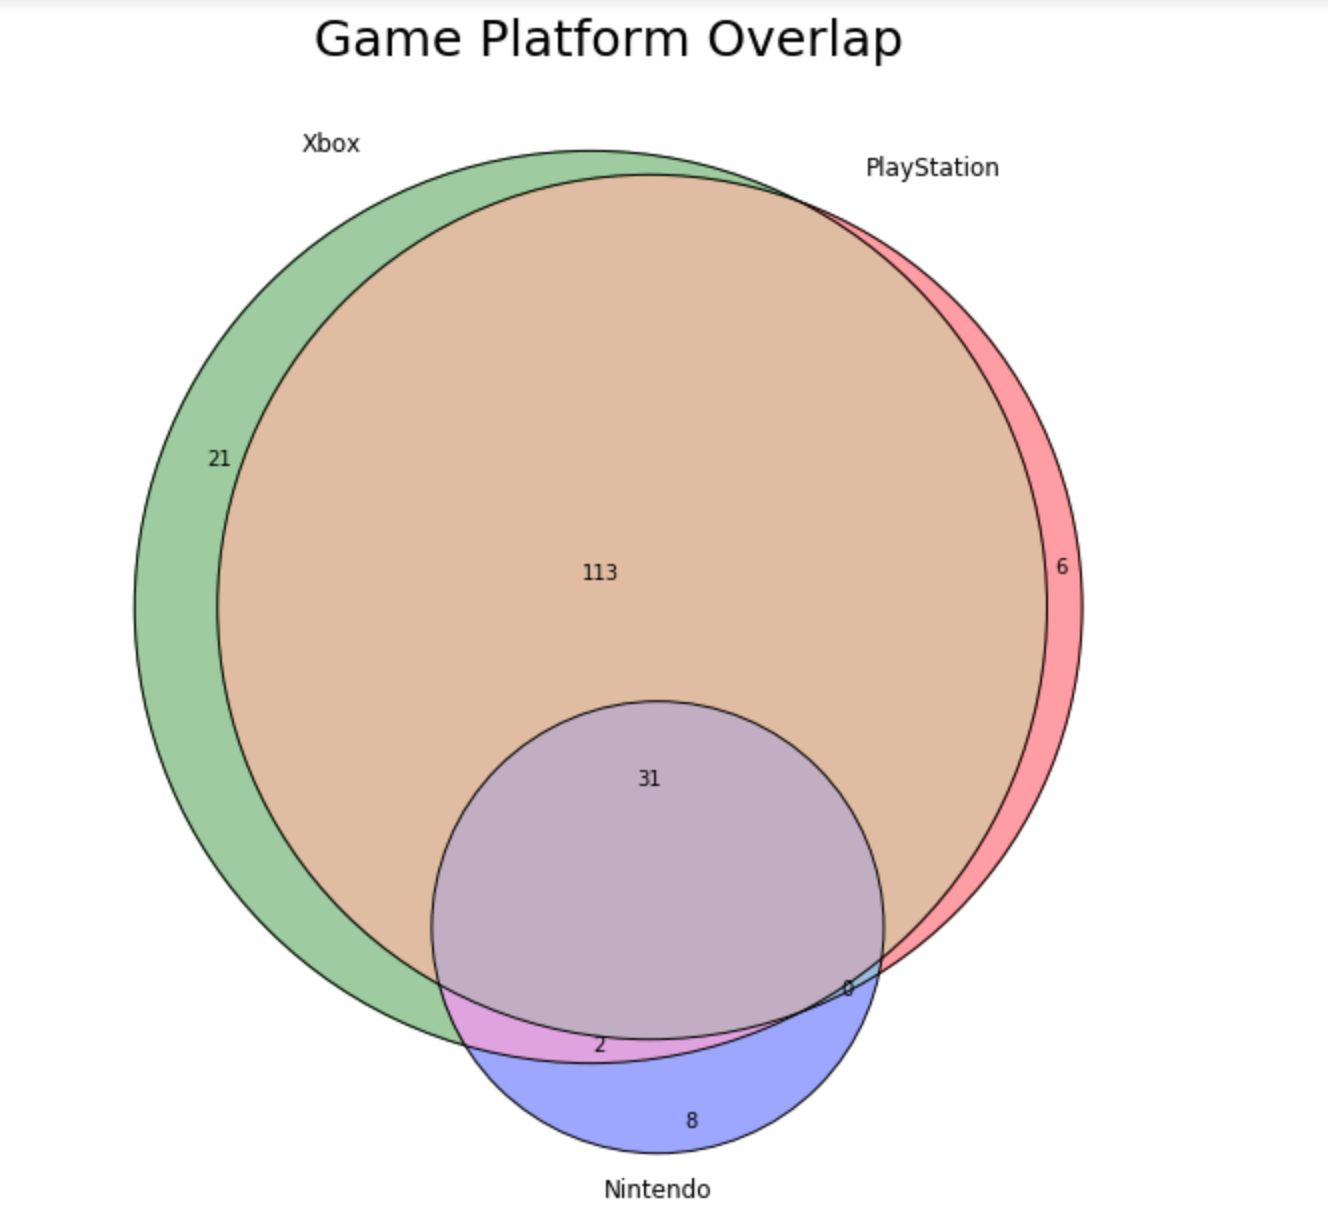 Game Platform Overlap
Xbox
PlayStation
21
113
6
31
0
2
8
Nintendo